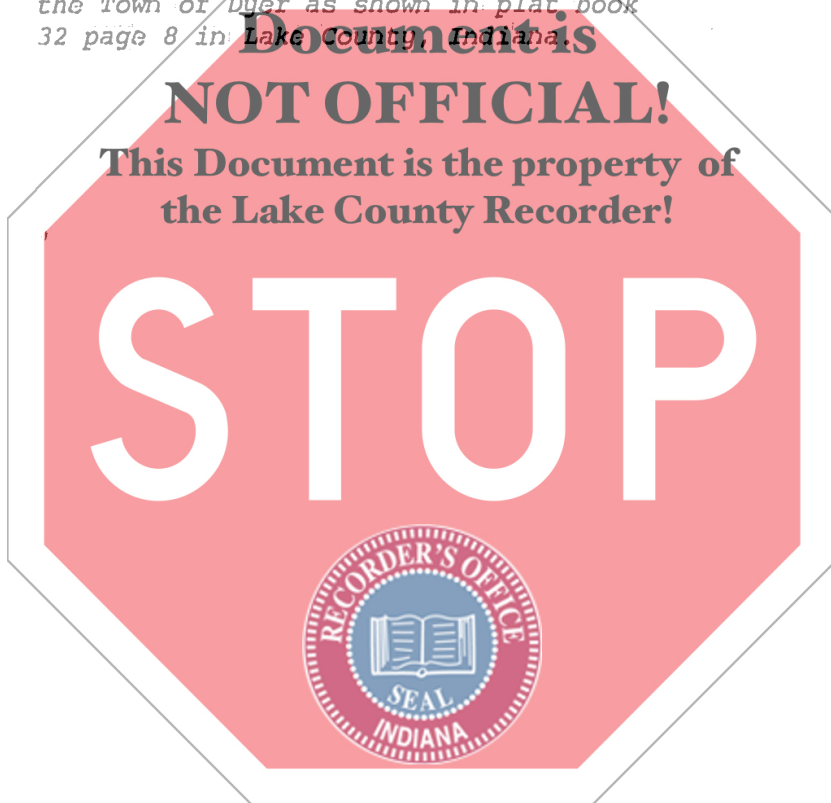 the Town of Dyer as shown in plat book
32 page 8 in Lake County, Indiana.
Document is
NOT OFFICIAL!
This Document is the property of
the Lake County Recorder!
STOP
RECORDER'S OFFICE
SEAL
INDIANA